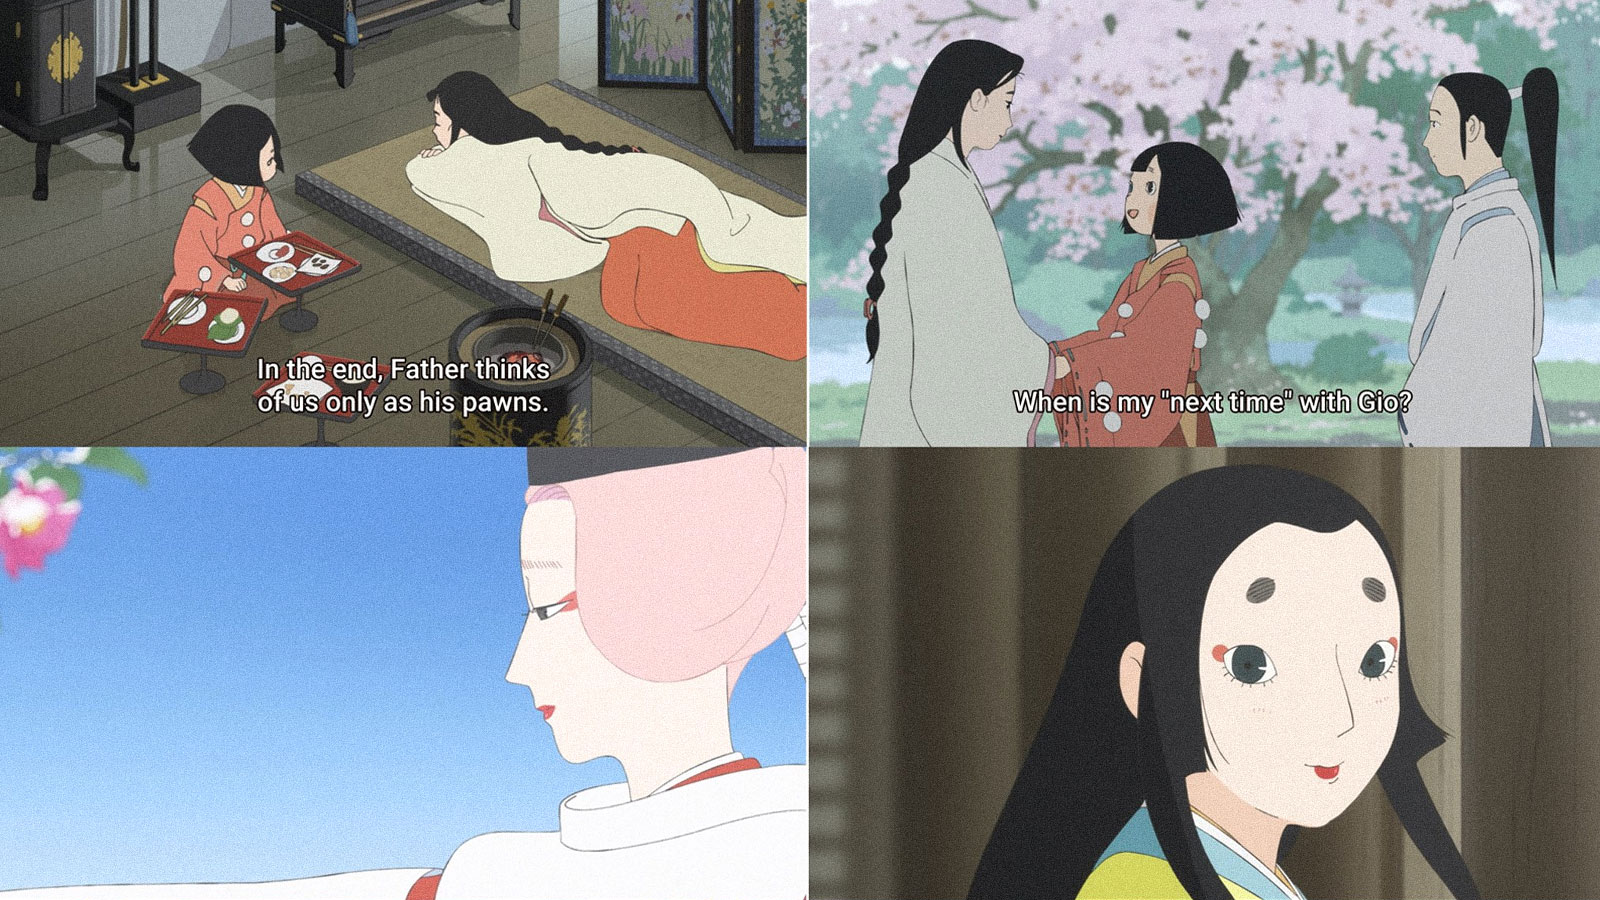 In the end, Father thinks
of us only as his pawns.
When is my "next time" with Gio?